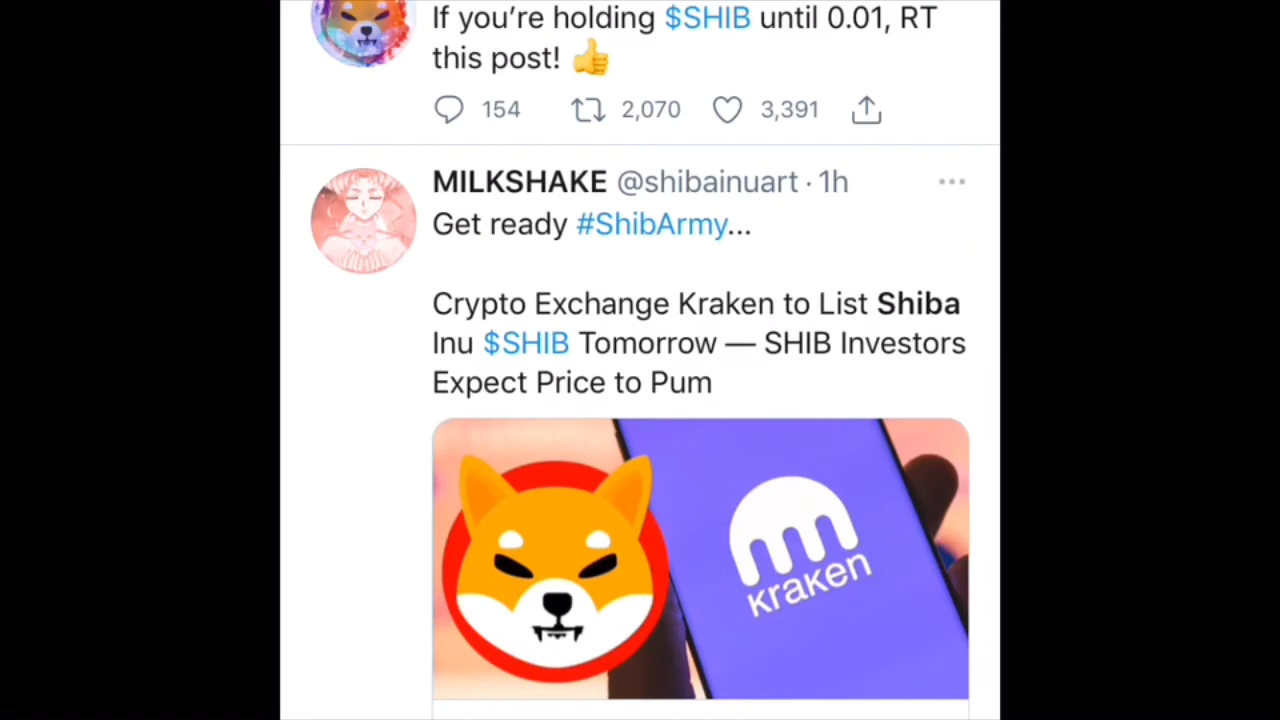 If you’re holding $SHIB until 0.01, RT
this post! 👍
154 2,070 3,391
MILKSHAKE @shibainuart · 1h
Get ready #ShibArmy...
Crypto Exchange Kraken to List Shiba
Inu $SHIB Tomorrow — SHIB Investors
Expect Price to Pum
kraken